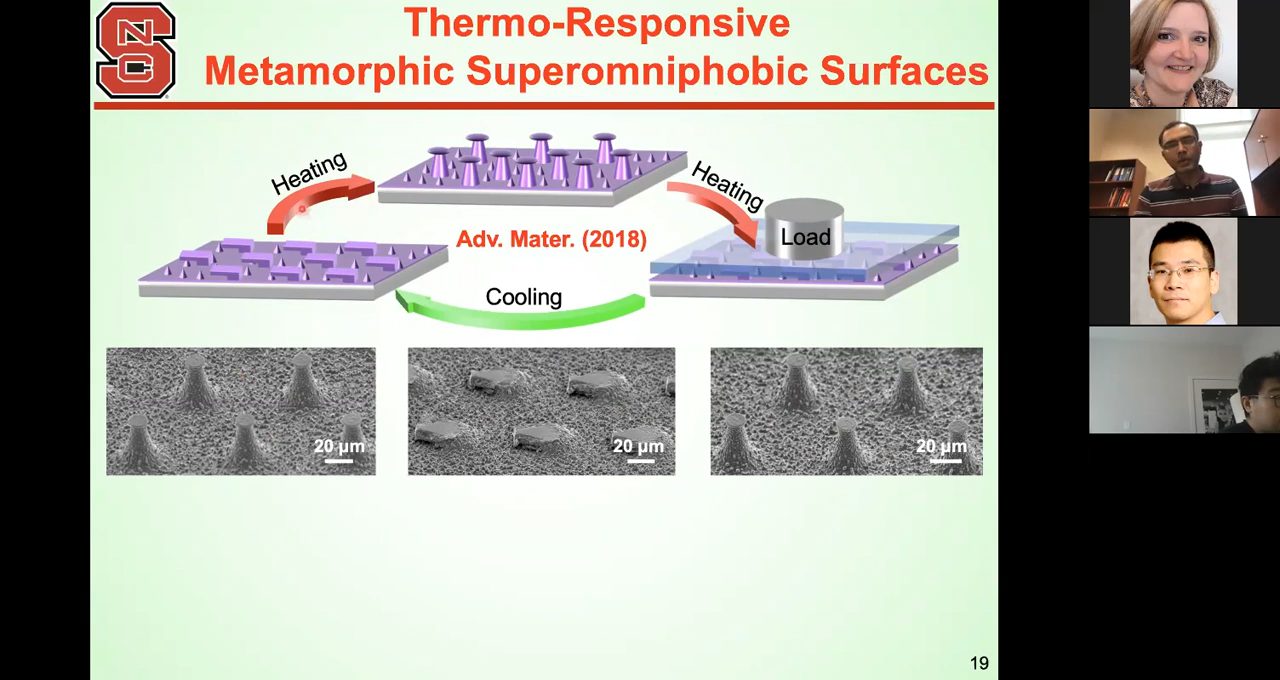 NC
S
Thermo-Responsive
Metamorphic Superomniphobic Surfaces
Heating
Heating
Load
Adv. Mater. (2018)
Cooling
20 µm
20 µm
20 µm
19